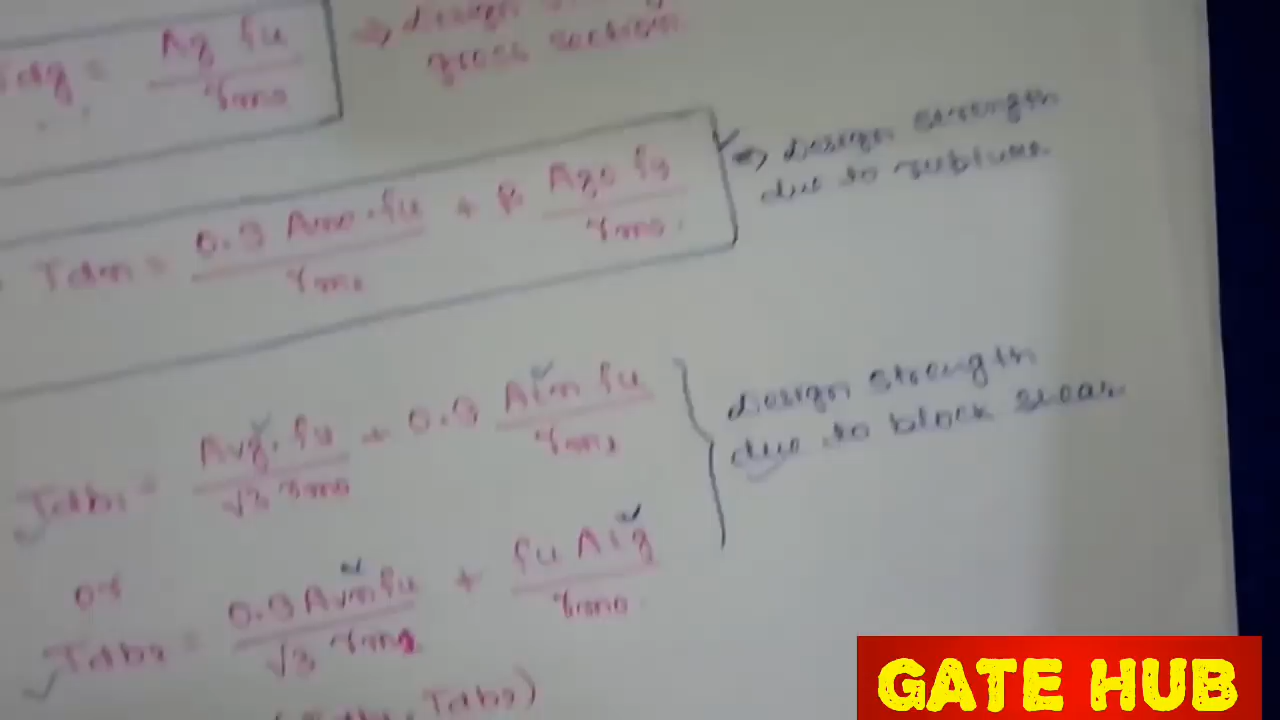 Tdg = Ag fu / γm0 ⇒ design
gross section
Tdn = 0.9 Anc.fu / γm1 + β Ago fy / γm0 ⇒ design strength
due to rupture
Tdb1 = Avg.fy / √3 γm0 + 0.9 Atn fu / γm1 design strength
due to block shear
or
Tdb2 = 0.9 Avn fu / √3 γm1 + fu Atg / γm0
Tdb2)
GATE HUB